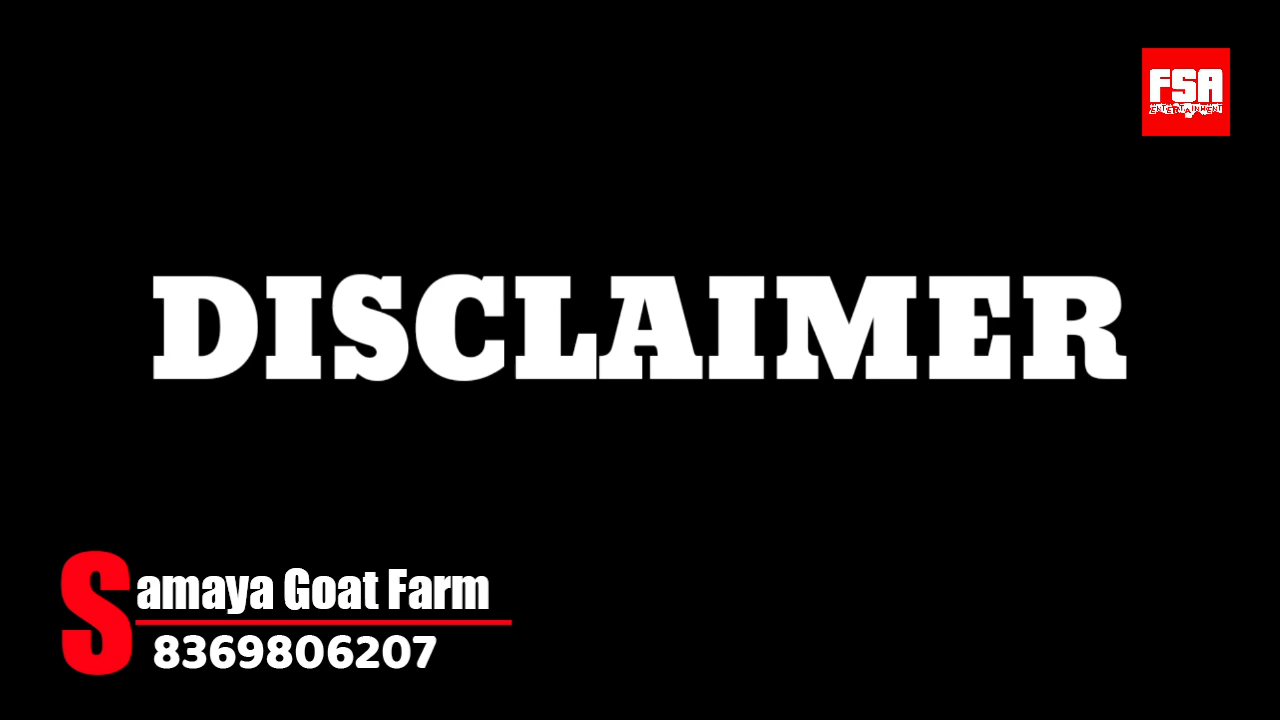 FSA
ENTERTAINMENT
DISCLAIMER
Samaya Goat Farm
8369806207